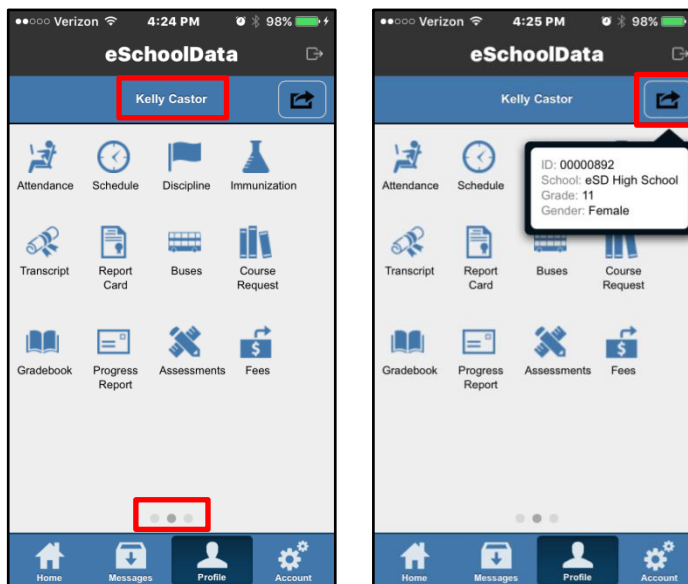 Verizon 4:24 PM 98%
eSchoolData
Kelly Castor
Attendance Schedule Discipline Immunization
Transcript Report Card Buses Course Request
Gradebook Progress Report Assessments $ Fees
Home Messages Profile Account
Verizon 4:25 PM 98%
eSchoolData
Kelly Castor
ID: 00000892
School: eSD High School
Grade: 11
Gender: Female
Attendance Schedule
Transcript Report Card Buses Course Request
Gradebook Progress Report Assessments $ Fees
Home Messages Profile Account